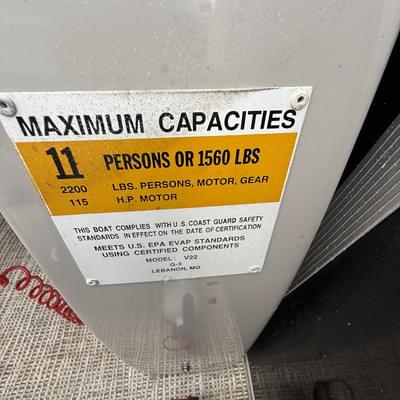 MAXIMUM CAPACITIES
11 PERSONS OR 1560 LBS
2200 LBS. PERSONS, MOTOR, GEAR
115 H.P. MOTOR
THIS BOAT COMPLIES WITH U.S. COAST GUARD SAFETY
STANDARDS IN EFFECT ON THE DATE OF CERTIFICATION
MEETS U.S. EPA EVAP STANDARDS
USING CERTIFIED COMPONENTS
MODEL: V22
G-3
LEBANON, MO